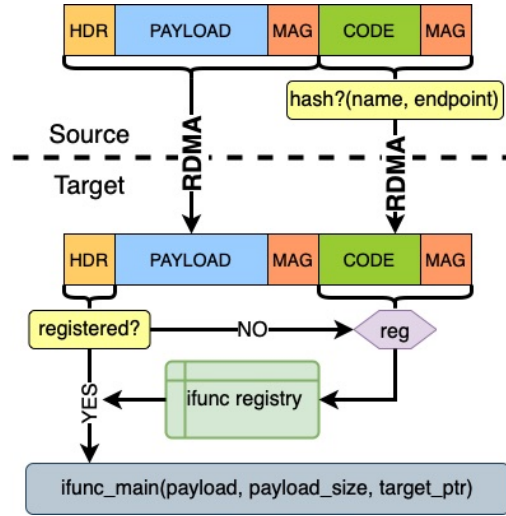 HDR PAYLOAD MAG CODE MAG
hash?(name, endpoint)
RDMA RDMA
Source
Target
HDR PAYLOAD MAG CODE MAG
registered? NO reg
YES ifunc registry
ifunc_main(payload, payload_size, target_ptr)